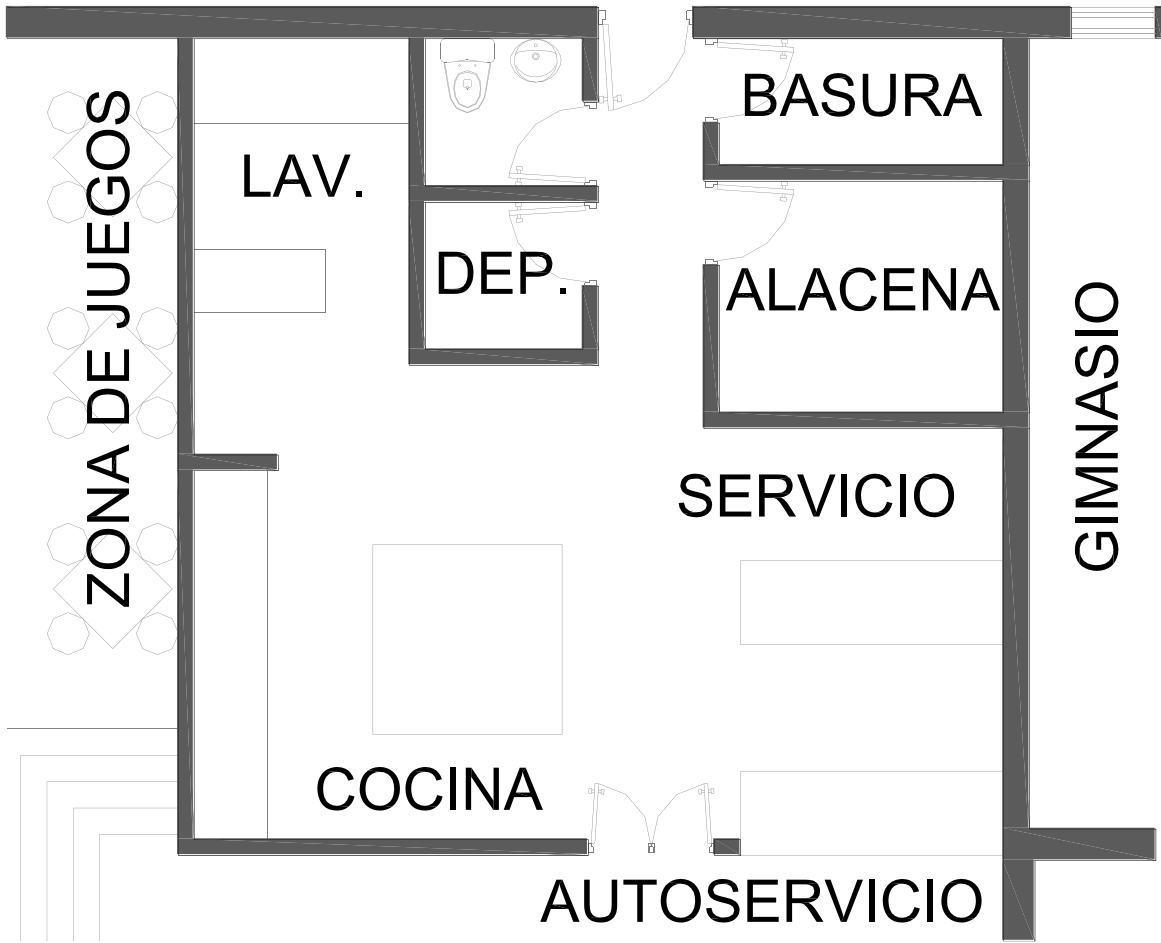 BASURA
LAV.
DEP.
ALACENA
ZONA DE JUEGOS
GIMNASIO
SERVICIO
COCINA
AUTOSERVICIO